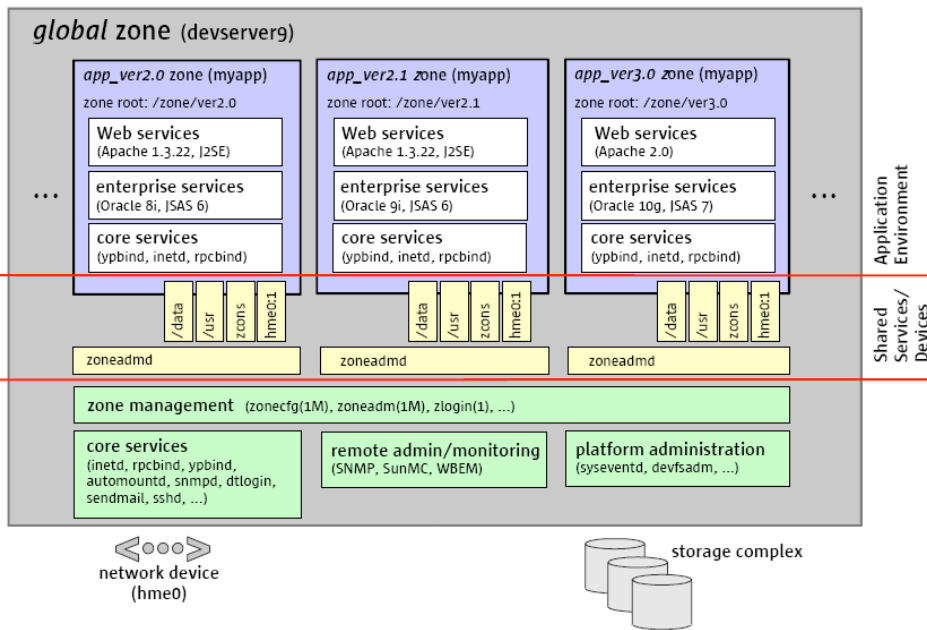 global zone (devserver9)
app_ver2.0 zone (myapp)
zone root: /zone/ver2.0
Web services
(Apache 1.3.22, J2SE)
enterprise services
(Oracle 8i, JSAS 6)
core services
(ypbind, inetd, rpcbind)
app_ver2.1 zone (myapp)
zone root: /zone/ver2.1
Web services
(Apache 1.3.22, J2SE)
enterprise services
(Oracle 9i, JSAS 6)
core services
(ypbind, inetd, rpcbind)
app_ver3.0 zone (myapp)
zone root: /zone/ver3.0
Web services
(Apache 2.0)
enterprise services
(Oracle 10g, JSAS 7)
core services
(ypbind, inetd, rpcbind)
...
...
Application
Environment
/data
/usr
zcons
hme0:1
/data
/usr
zcons
hme0:1
/data
/usr
zcons
hme0:1
zoneadmd
zoneadmd
zoneadmd
Shared
Services/
Devices
zone management (zonecfg(1M), zoneadm(1M), zlogin(1), ...)
core services
(inetd, rpcbind, ypbind,
automountd, snmpd, dtlogin,
sendmail, sshd, ...)
remote admin/monitoring
(SNMP, SunMC, WBEM)
platform administration
(syseventd, devfsadm, ...)
network device
(hme0)
storage complex